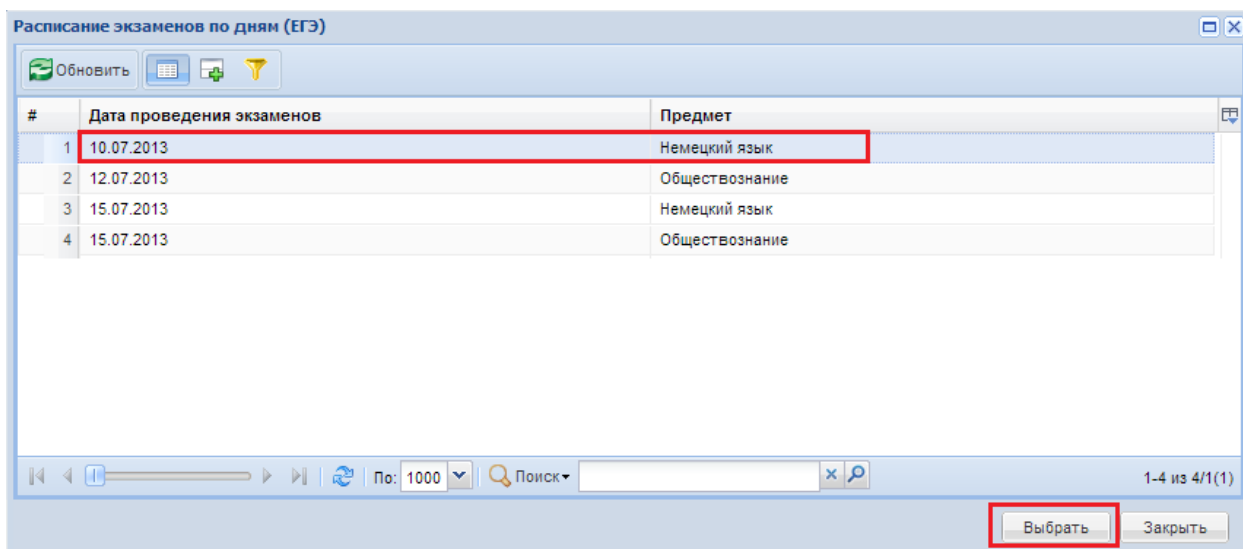 Расписание экзаменов по дням (ЕГЭ)
Обновить
# Дата проведения экзаменов Предмет
1 10.07.2013 Немецкий язык
2 12.07.2013 Обществознание
3 15.07.2013 Немецкий язык
4 15.07.2013 Обществознание
По: 1000 Поиск 1-4 из 4/1(1)
Выбрать Закрыть